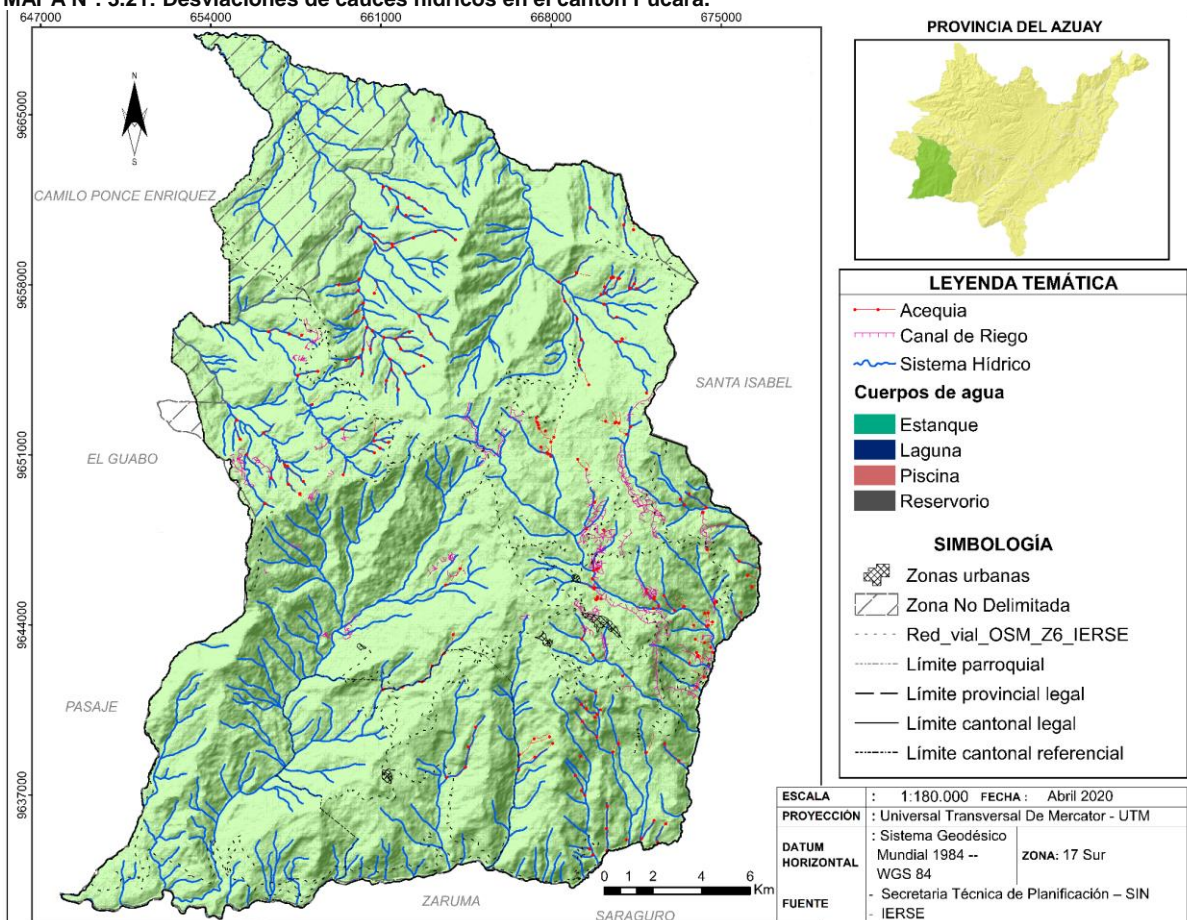 MAPA N°. 3.21: Desviaciones de cauces hídricos en el cantón Pucará.
647000
654000
661000
668000
675000
9665000
9658000
9651000
9644000
9637000
N
S
CAMILO PONCE ENRIQUEZ
SANTA ISABEL
EL GUABO
PASAJE
ZARUMA
SARAGURO
0 1 2 4 6
Km
PROVINCIA DEL AZUAY
LEYENDA TEMÁTICA
Acequia
Canal de Riego
Sistema Hídrico
Cuerpos de agua
Estanque
Laguna
Piscina
Reservorio
SIMBOLOGÍA
Zonas urbanas
Zona No Delimitada
Red_vial_OSM_Z6_IERSE
Límite parroquial
Límite provincial legal
Límite cantonal legal
Límite cantonal referencial
ESCALA : 1:180.000 FECHA : Abril 2020
PROYECCIÓN : Universal Transversal De Mercator - UTM
DATUM HORIZONTAL : Sistema Geodésico Mundial 1984 -- WGS 84 ZONA: 17 Sur
FUENTE - Secretaria Técnica de Planificación – SIN
- IERSE